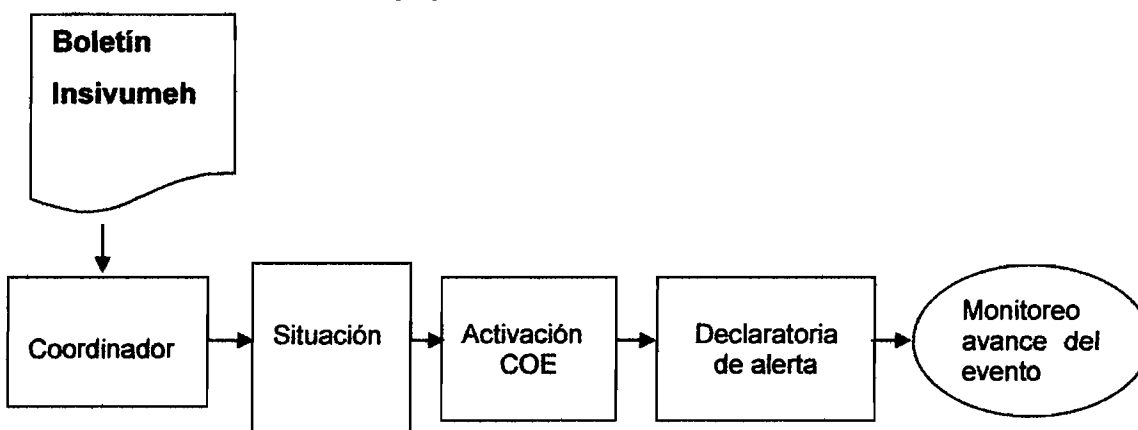 Boletín
Insivumeh
Coordinador
Situación
Activación
COE
Declaratoria
de alerta
Monitoreo
avance del
evento